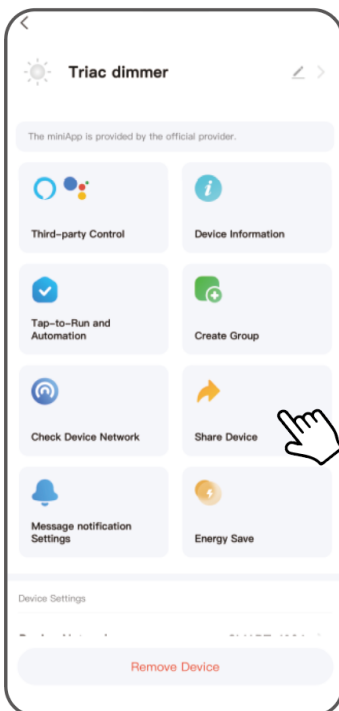 Triac dimmer
The miniApp is provided by the official provider.
Third-party Control
Device Information
Tap-to-Run and
Automation
Create Group
Check Device Network
Share Device
Message notification
Settings
Energy Save
Device Settings
Remove Device